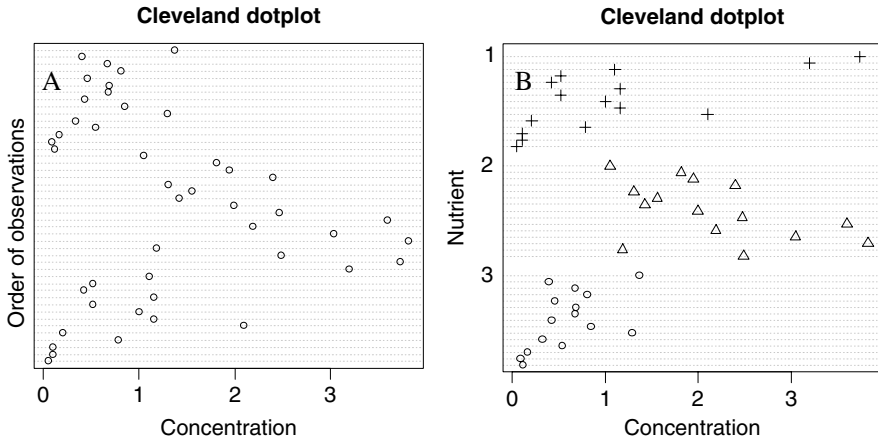 Cleveland dotplot
A
Order of observations
0 1 2 3
Concentration
Cleveland dotplot
B
1
2
3
Nutrient
0 1 2 3
Concentration